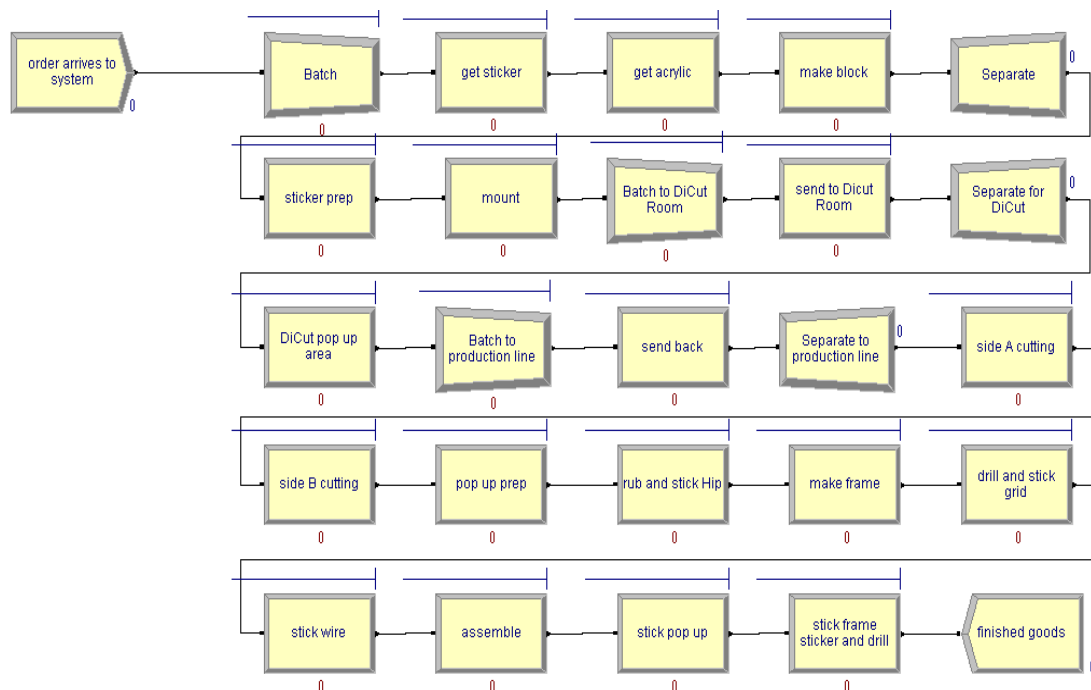 order arrives to
system
0
Batch
0
get sticker
0
get acrylic
0
make block
0
Separate
0
sticker prep
0
mount
0
Batch to DiCut
Room
0
send to Dicut
Room
0
Separate for
DiCut
0
DiCut pop up
area
0
Batch to
production line
0
send back
0
Separate to
production line
0
side A cutting
0
side B cutting
0
pop up prep
0
rub and stick Hip
0
make frame
0
drill and stick
grid
0
stick wire
0
assemble
0
stick pop up
0
stick frame
sticker and drill
0
finished goods
0